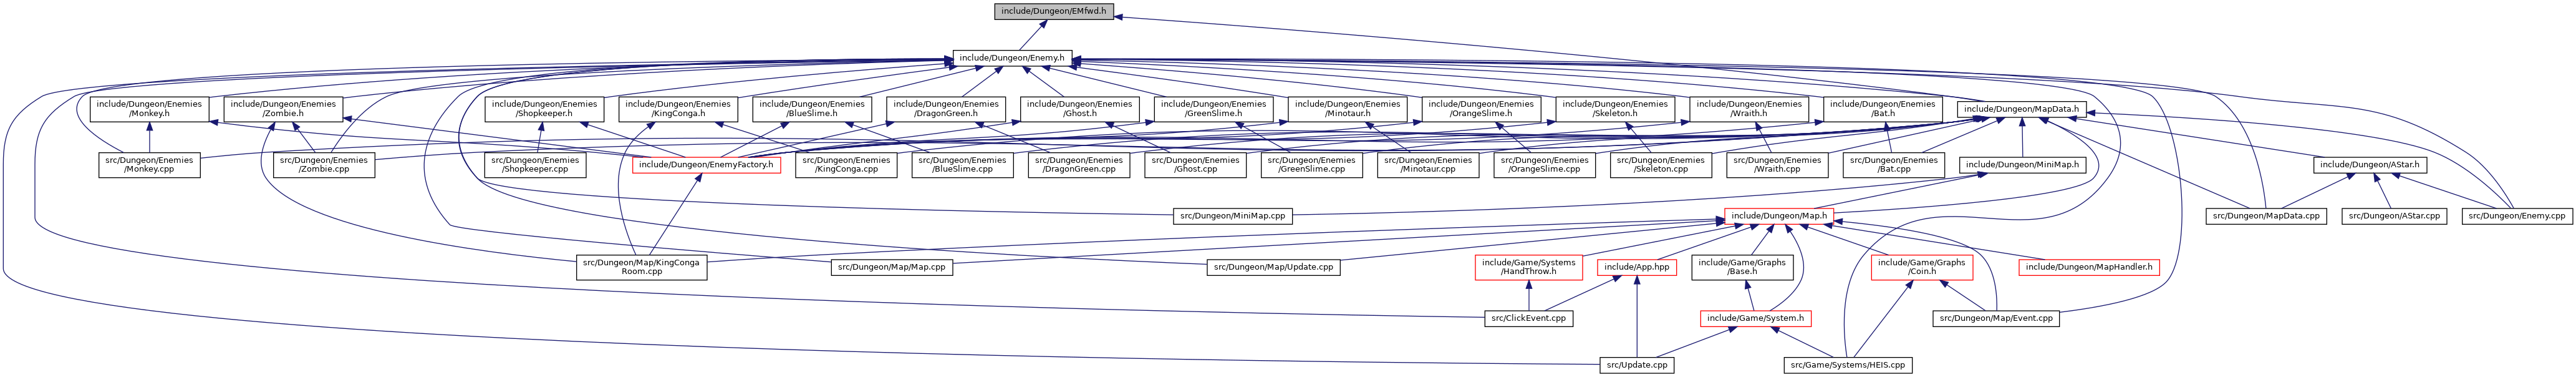 include/Dungeon/EMfwd.h
include/Dungeon/Enemy.h
include/Dungeon/Enemies
/Monkey.h
include/Dungeon/Enemies
/Zombie.h
include/Dungeon/Enemies
/Shopkeeper.h
include/Dungeon/Enemies
/KingConga.h
include/Dungeon/Enemies
/BlueSlime.h
include/Dungeon/Enemies
/DragonGreen.h
include/Dungeon/Enemies
/Ghost.h
include/Dungeon/Enemies
/GreenSlime.h
include/Dungeon/Enemies
/Minotaur.h
include/Dungeon/Enemies
/OrangeSlime.h
include/Dungeon/Enemies
/Skeleton.h
include/Dungeon/Enemies
/Wraith.h
include/Dungeon/Enemies
/Bat.h
include/Dungeon/MapData.h
src/Dungeon/Enemies
/Monkey.cpp
src/Dungeon/Enemies
/Zombie.cpp
src/Dungeon/Enemies
/Shopkeeper.cpp
include/Dungeon/EnemyFactory.h
src/Dungeon/Enemies
/KingConga.cpp
src/Dungeon/Enemies
/BlueSlime.cpp
src/Dungeon/Enemies
/DragonGreen.cpp
src/Dungeon/Enemies
/Ghost.cpp
src/Dungeon/Enemies
/GreenSlime.cpp
src/Dungeon/Enemies
/Minotaur.cpp
src/Dungeon/Enemies
/OrangeSlime.cpp
src/Dungeon/Enemies
/Skeleton.cpp
src/Dungeon/Enemies
/Wraith.cpp
src/Dungeon/Enemies
/Bat.cpp
include/Dungeon/MiniMap.h
include/Dungeon/AStar.h
src/Dungeon/MiniMap.cpp
include/Dungeon/Map.h
src/Dungeon/MapData.cpp
src/Dungeon/AStar.cpp
src/Dungeon/Enemy.cpp
src/Dungeon/Map/KingConga
Room.cpp
src/Dungeon/Map/Map.cpp
src/Dungeon/Map/Update.cpp
include/Game/Systems
/HandThrow.h
include/App.hpp
include/Game/Graphs
/Base.h
include/Game/Graphs
/Coin.h
include/Dungeon/MapHandler.h
src/ClickEvent.cpp
include/Game/System.h
src/Dungeon/Map/Event.cpp
src/Update.cpp
src/Game/Systems/HEIS.cpp